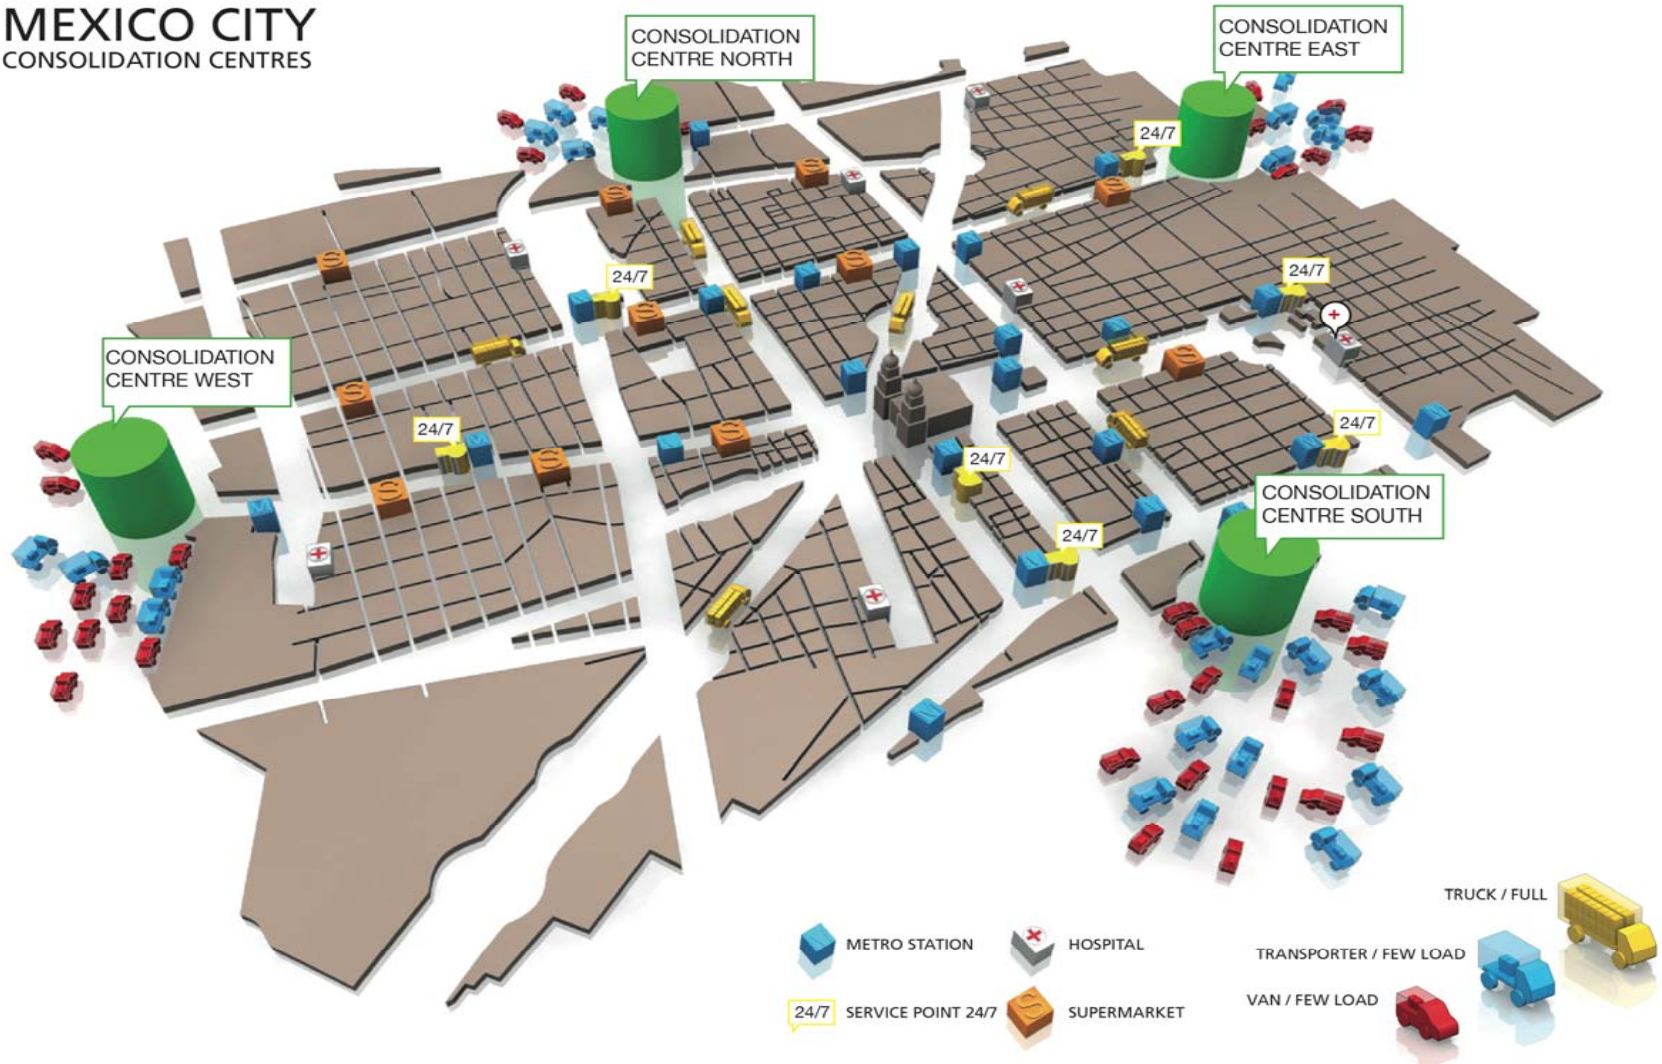 MEXICO CITY
CONSOLIDATION CENTRES
CONSOLIDATION
CENTRE NORTH
CONSOLIDATION
CENTRE EAST
24/7
24/7
24/7
CONSOLIDATION
CENTRE WEST
24/7
24/7
24/7
CONSOLIDATION
CENTRE SOUTH
24/7
TRUCK / FULL
METRO STATION
HOSPITAL
TRANSPORTER / FEW LOAD
VAN / FEW LOAD
24/7
SERVICE POINT 24/7
S
SUPERMARKET